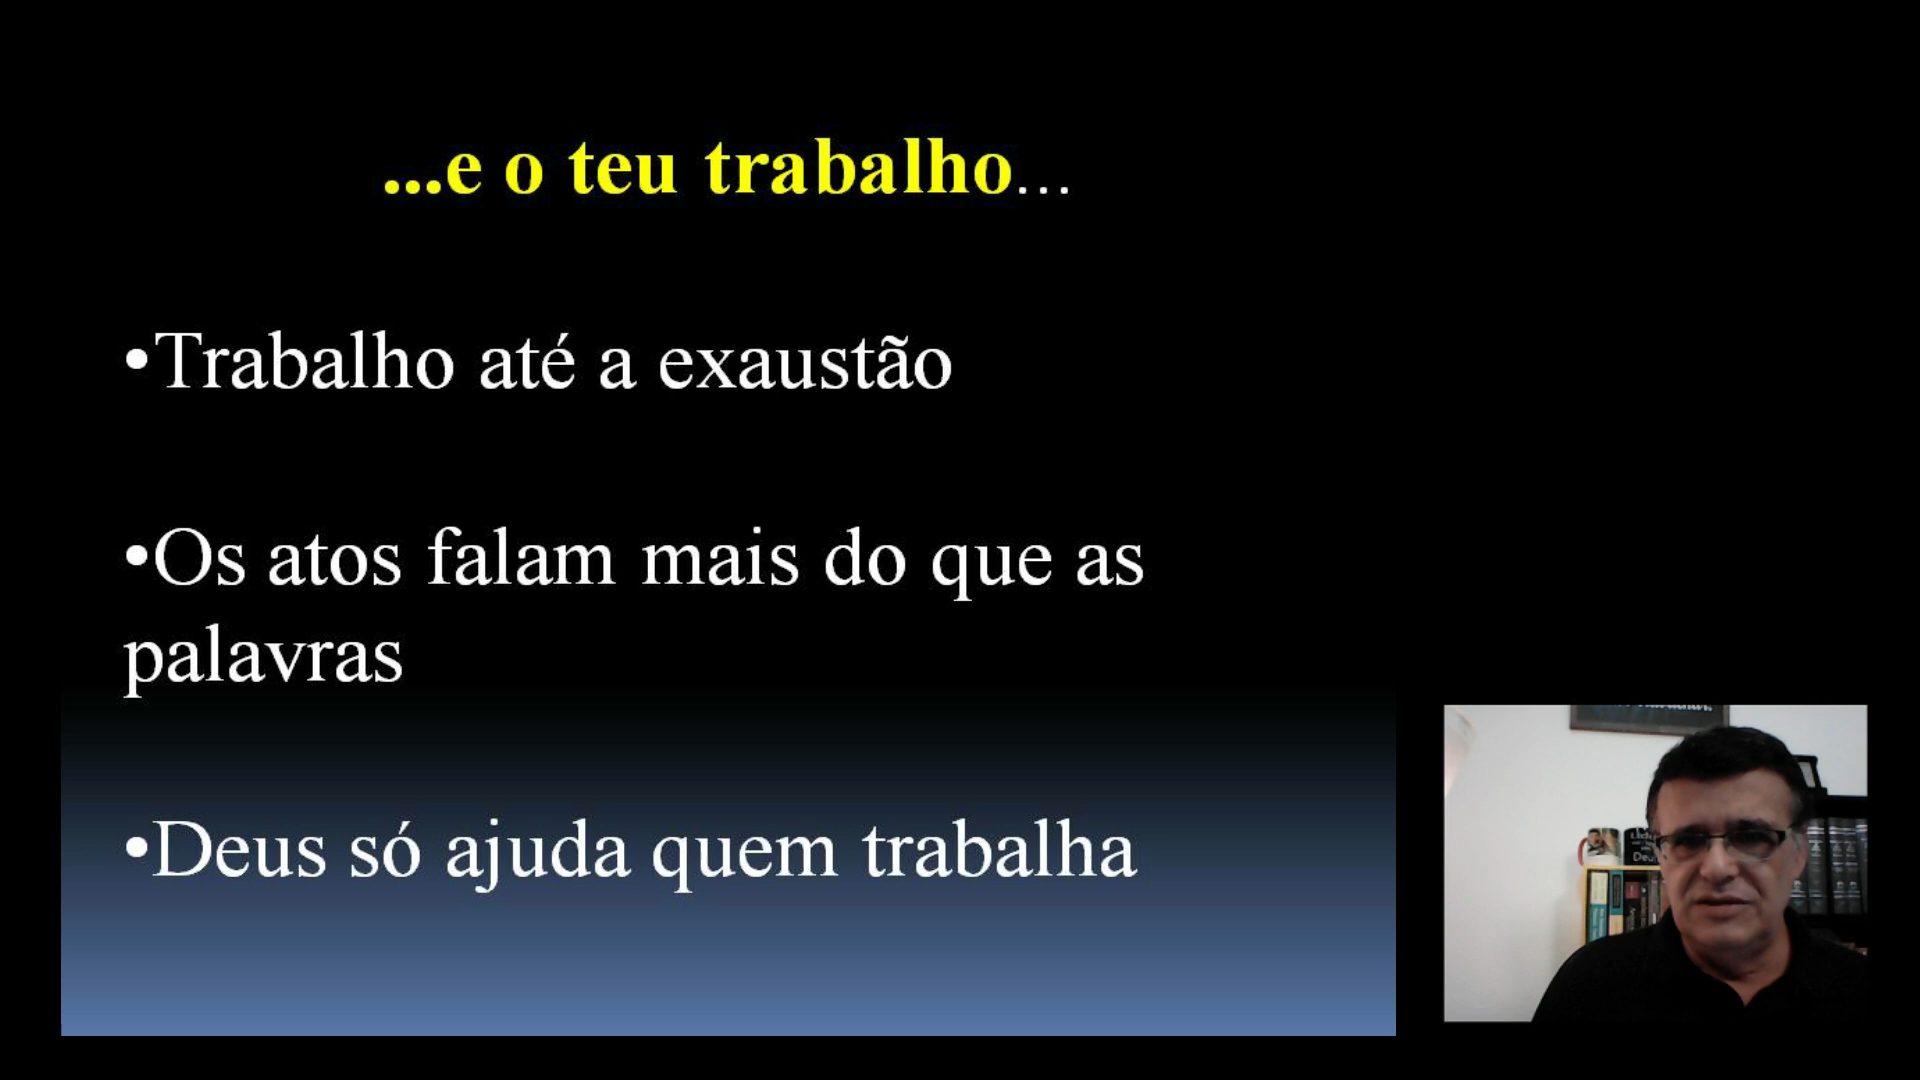 ...e o teu trabalho...
•Trabalho até a exaustão
•Os atos falam mais do que as
palavras
•Deus só ajuda quem trabalha